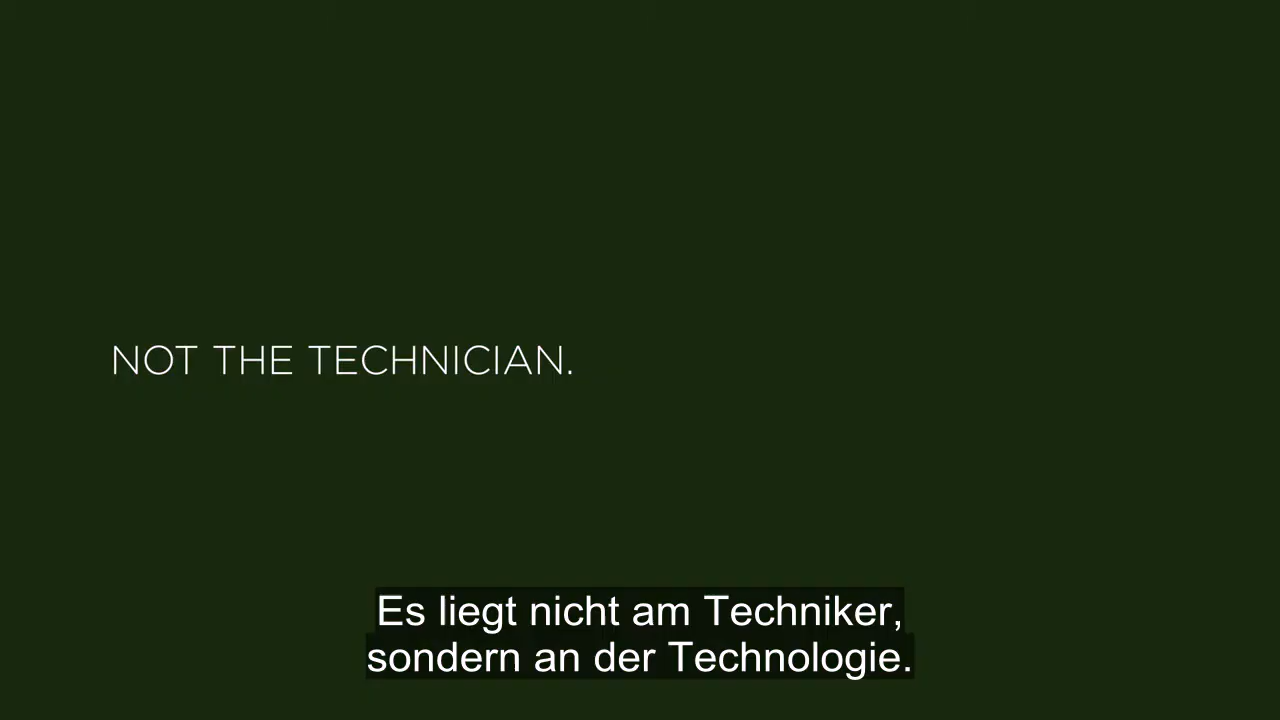 NOT THE TECHNICIAN.
Es liegt nicht am Techniker,
sondern an der Technologie.